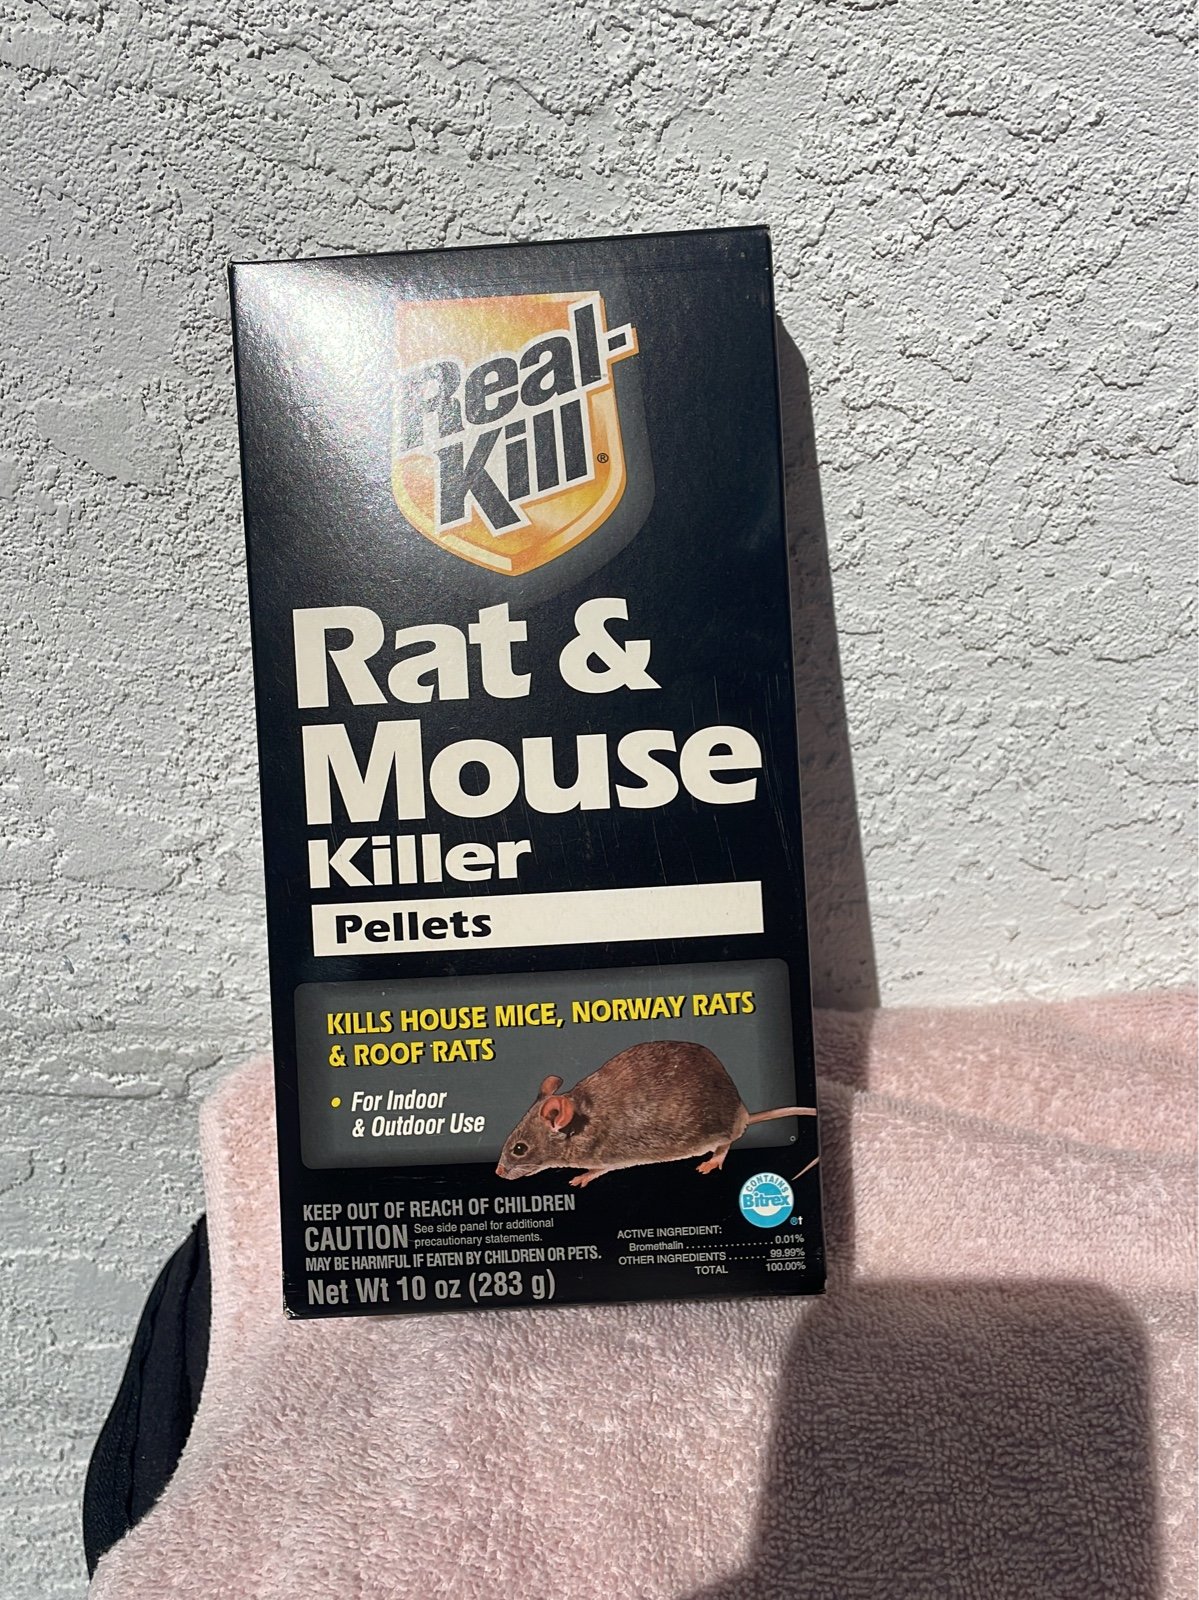 Real-
Kill®
Rat &
Mouse
Killer
Pellets
KILLS HOUSE MICE, NORWAY RATS
& ROOF RATS
• For Indoor
& Outdoor Use
CONTAINS
Bitrex
®†
KEEP OUT OF REACH OF CHILDREN
CAUTION See side panel for additional
precautionary statements.
MAY BE HARMFUL IF EATEN BY CHILDREN OR PETS.
Net Wt 10 oz (283 g)
ACTIVE INGREDIENT:
Bromethalin.................0.01%
OTHER INGREDIENTS.......99.99%
TOTAL 100.00%